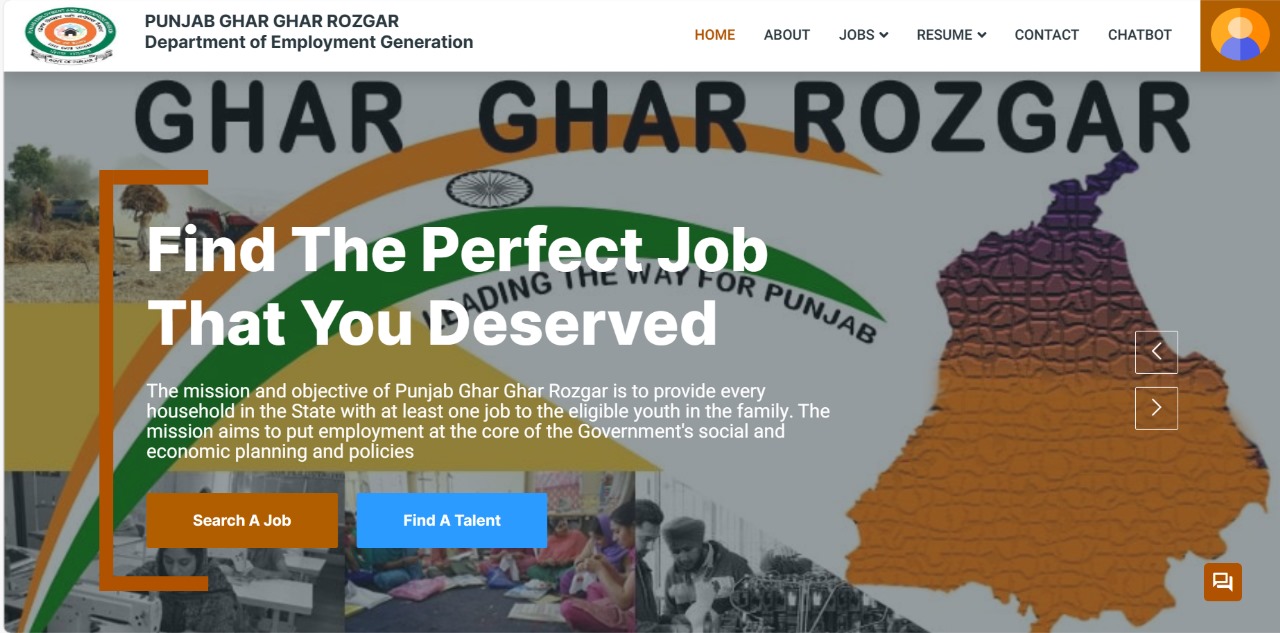 PUNJAB GHAR GHAR ROZGAR
Department of Employment Generation
HOME
ABOUT
JOBS
RESUME
CONTACT
CHATBOT
GHAR GHAR ROZGAR
LEADING THE WAY FOR PUNJAB
Find The Perfect Job
That You Deserved
The mission and objective of Punjab Ghar Ghar Rozgar is to provide every
household in the State with at least one job to the eligible youth in the family. The
mission aims to put employment at the core of the Government's social and
economic planning and policies
Search A Job
Find A Talent